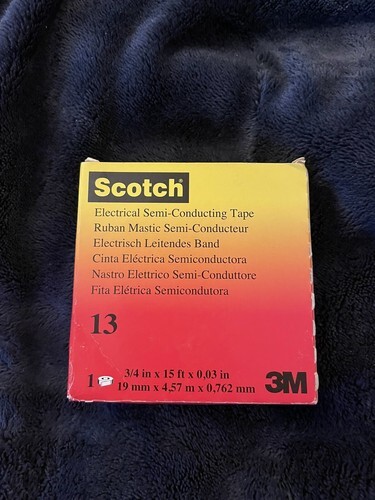 Scotch®
Electrical Semi-Conducting Tape
Ruban Mastic Semi-Conducteur
Electrisch Leitendes Band
Cinta Eléctrica Semiconductora
Nastro Elettrico Semi-Conduttore
Fita Elétrica Semicondutora
13
1
3/4 in x 15 ft x 0,03 in
19 mm x 4,57 m x 0,762 mm
3M